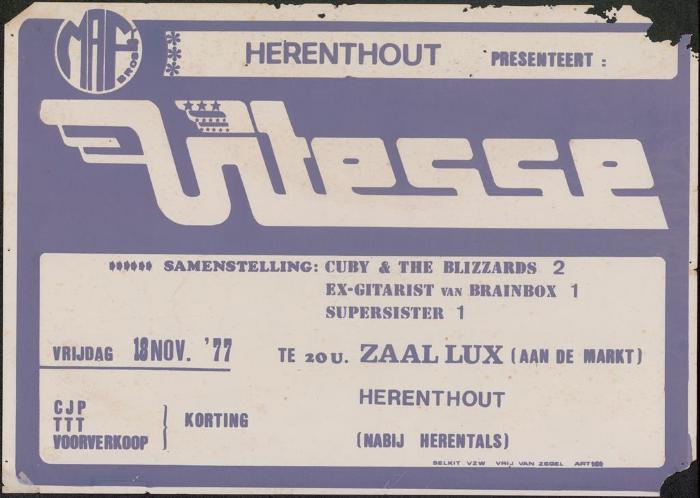 MAF BROS
HERENTHOUT PRESENTEERT :
Vitesse
****** SAMENSTELLING: CUBY & THE BLIZZARDS 2
EX-GITARIST VAN BRAINBOX 1
SUPERSISTER 1
VRIJDAG 18 NOV. '77 TE 20 U. ZAAL LUX (AAN DE MARKT)
HERENTHOUT
CJP
TTT
VOORVERKOOP
KORTING
(NABIJ HERENTALS)
BELKIT VZW VRIJ VAN ZEGEL ART